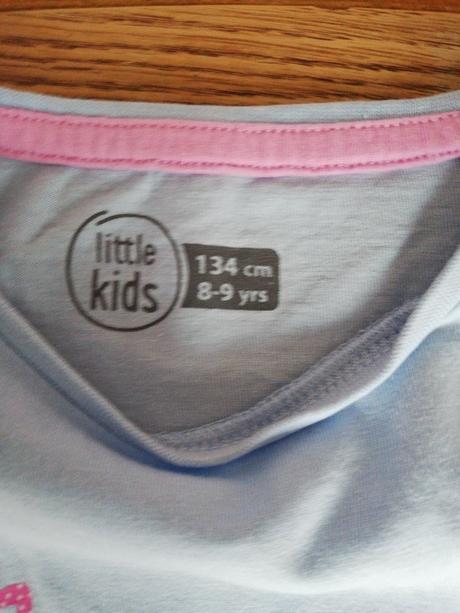 little
kids
134 cm
8-9 yrs